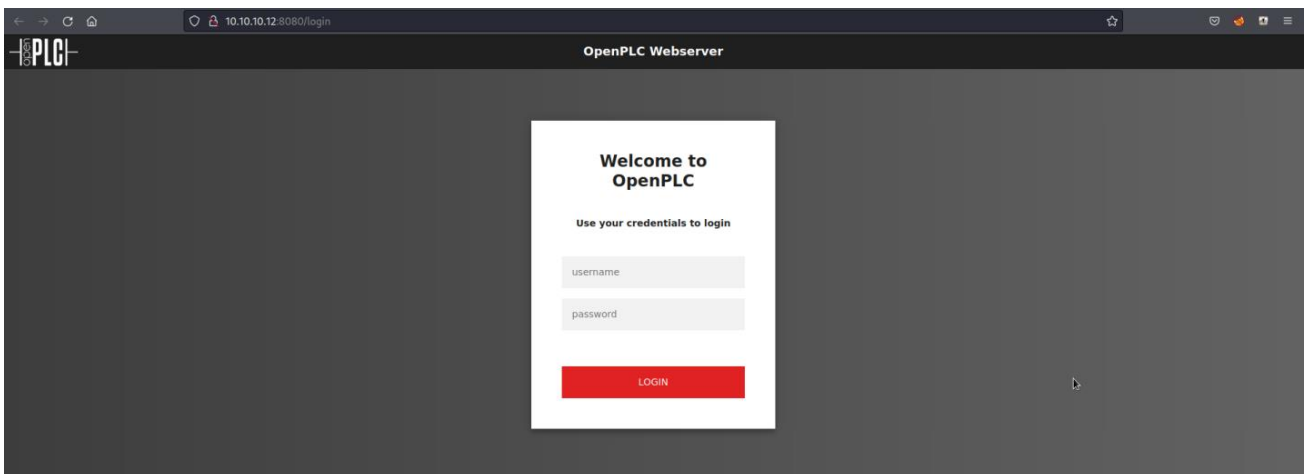 10.10.10.12:8080/login
open PLC
OpenPLC Webserver
Welcome to
OpenPLC
Use your credentials to login
username
password
LOGIN